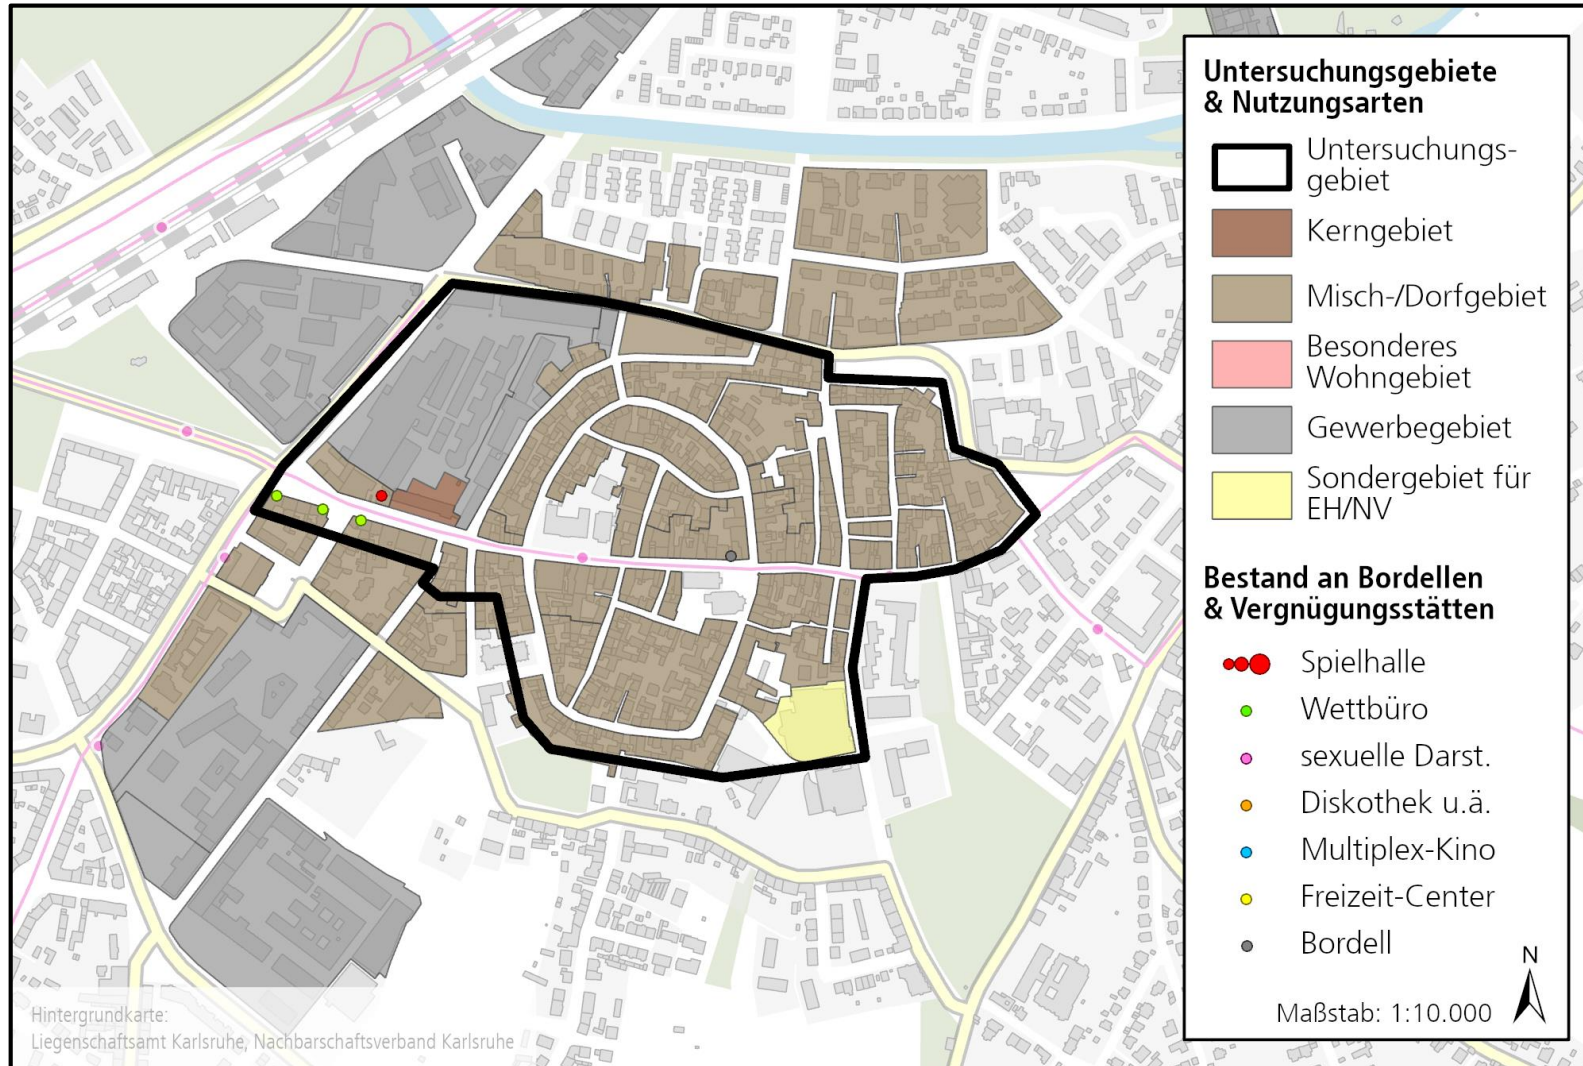 Untersuchungsgebiete
& Nutzungsarten
Untersuchungs-
gebiet
Kerngebiet
Misch-/Dorfgebiet
Besonderes
Wohngebiet
Gewerbegebiet
Sondergebiet für
EH/NV
Bestand an Bordellen
& Vergnügungsstätten
Spielhalle
Wettbüro
sexuelle Darst.
Diskothek u.ä.
Multiplex-Kino
Freizeit-Center
Bordell
N
Maßstab: 1:10.000
Hintergrundkarte:
Liegenschaftsamt Karlsruhe, Nachbarschaftsverband Karlsruhe